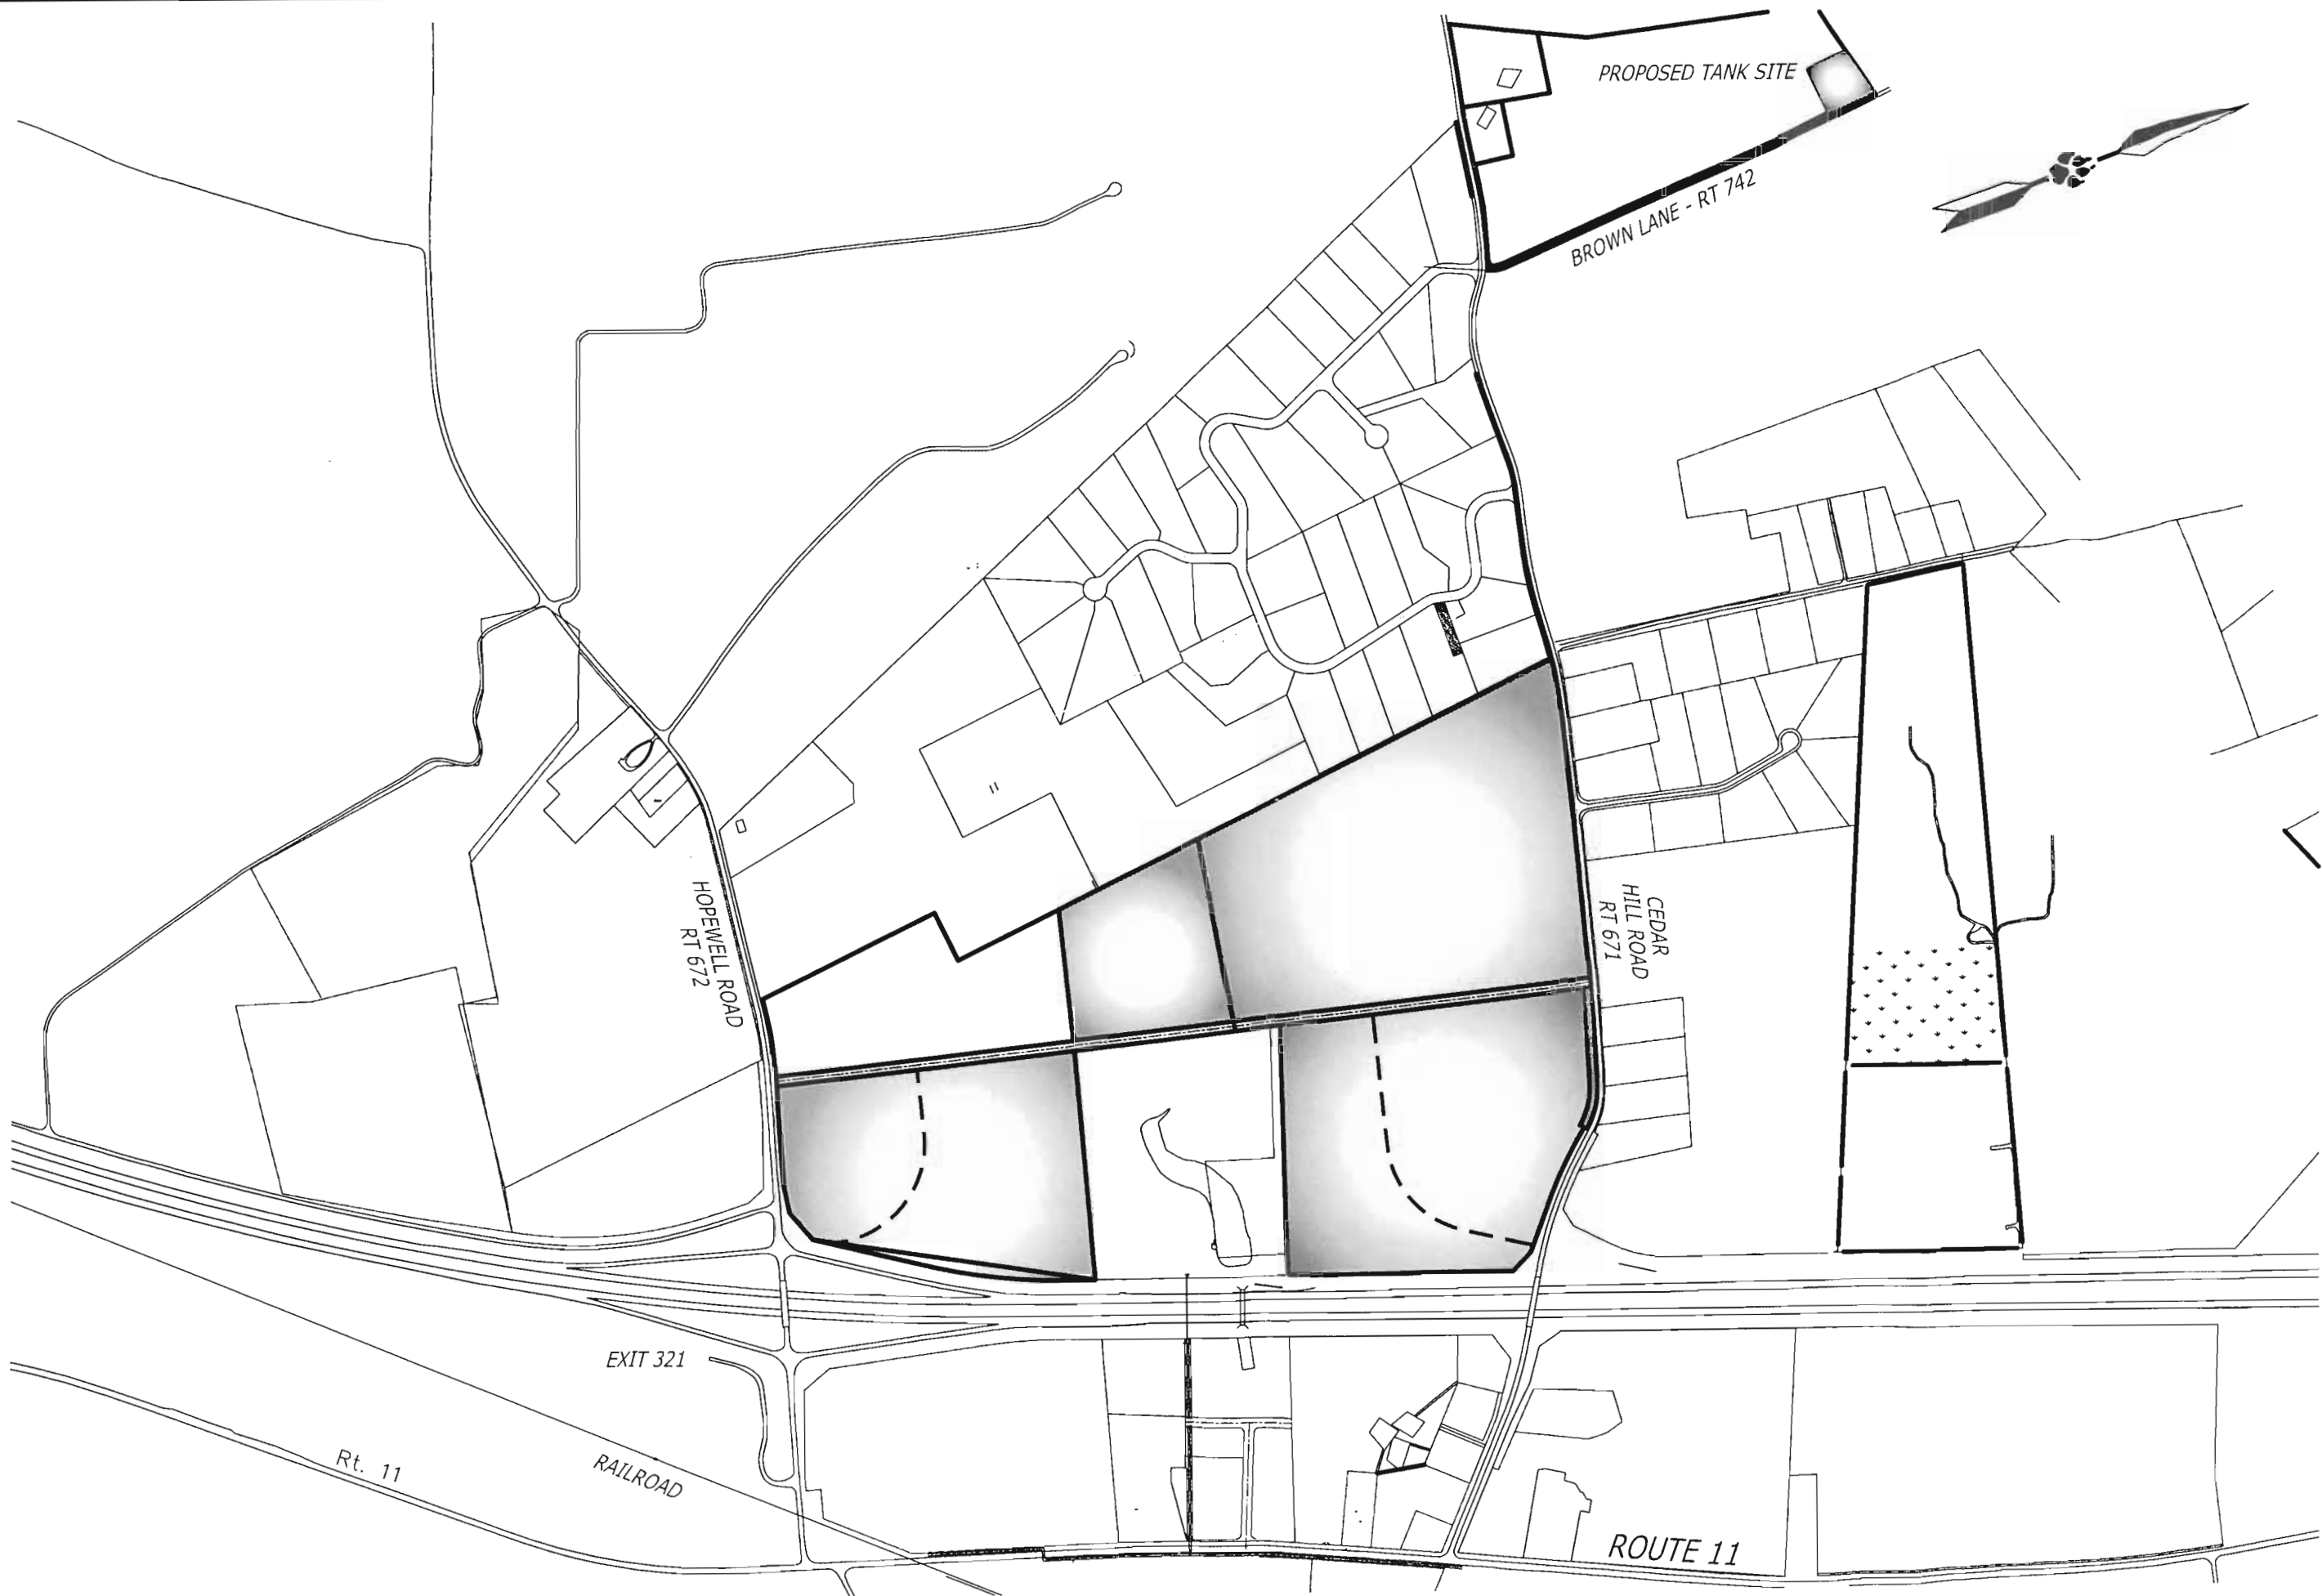 PROPOSED TANK SITE
BROWN LANE - RT 742
HOPEWELL ROAD
RT 672
CEDAR
HILL ROAD
RT 671
EXIT 321
Rt. 11
RAILROAD
ROUTE 11